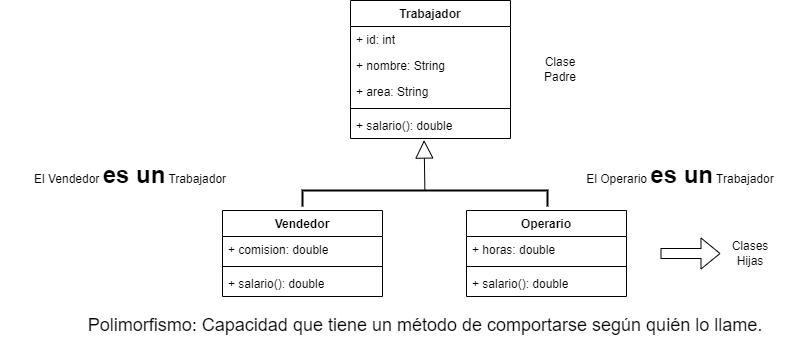 Trabajador
+ id: int
+ nombre: String
+ area: String
+ salario(): double
Clase
Padre
El Vendedor es un Trabajador
El Operario es un Trabajador
Vendedor
+ comision: double
+ salario(): double
Operario
+ horas: double
+ salario(): double
Clases
Hijas
Polimorfismo: Capacidad que tiene un método de comportarse según quién lo llame.